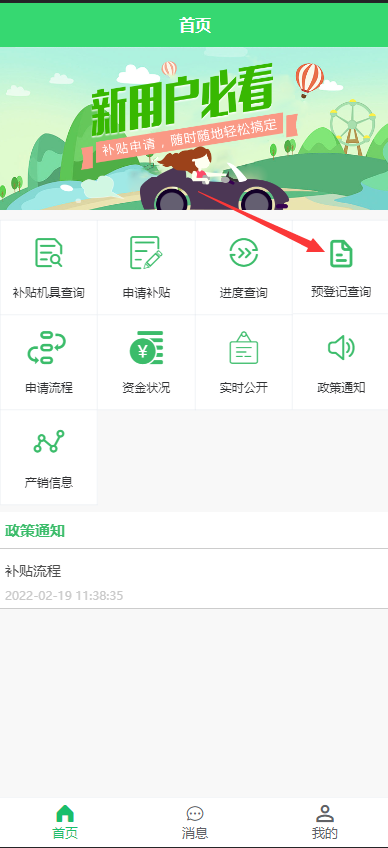 首页
新用户必看
补贴申请，随时随地轻松搞定
补贴机具查询
申请补贴
进度查询
预登记查询
申请流程
资金状况
实时公开
政策通知
产销信息
政策通知
补贴流程
2022-02-19 11:38:35
首页
消息
我的